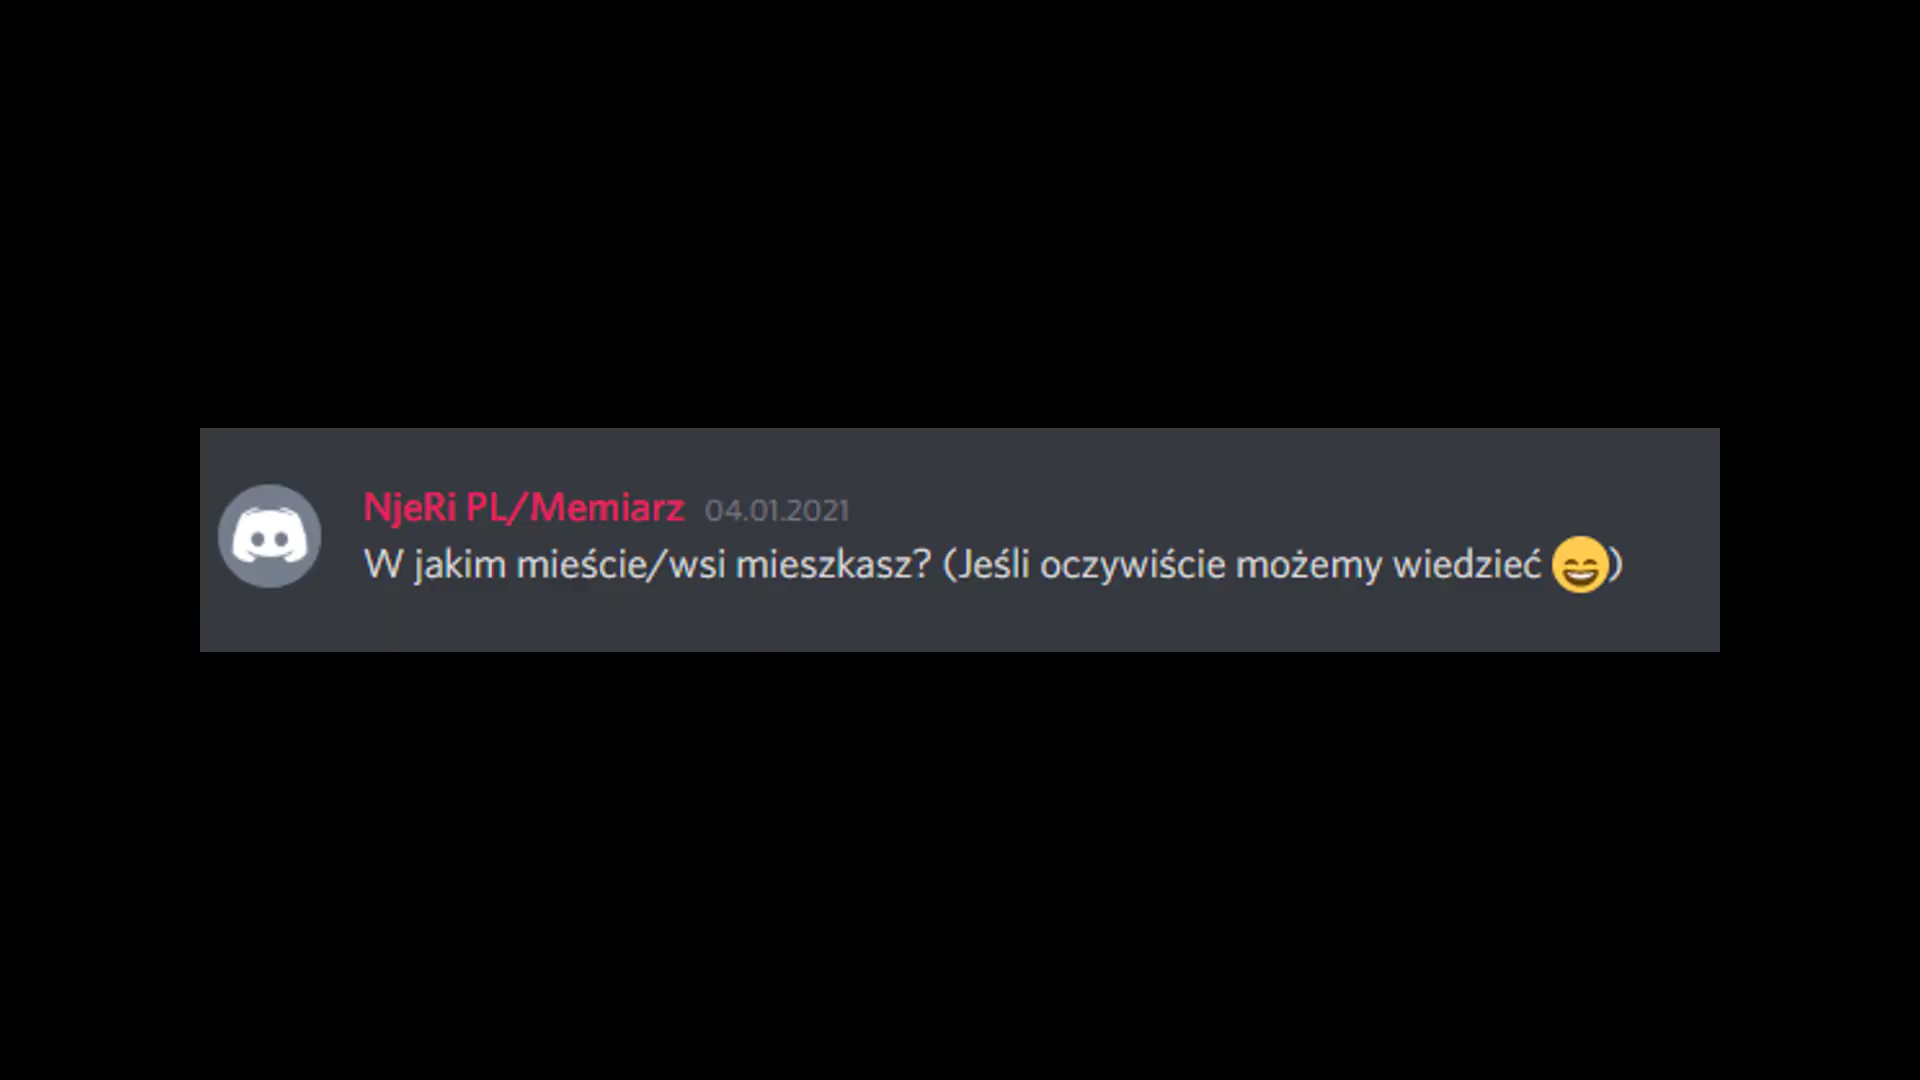 NjeRi PL/Memiarz 04.01.2021
W jakim mieście/wsi mieszkasz? (Jeśli oczywiście możemy wiedzieć 😄)